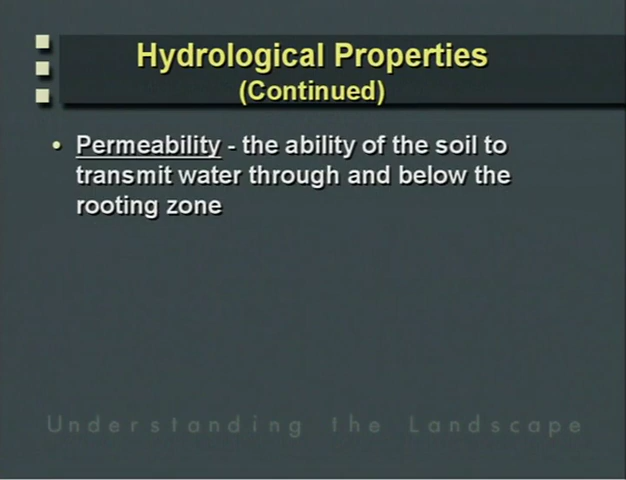 Hydrological Properties
(Continued)
• Permeability - the ability of the soil to
transmit water through and below the
rooting zone
Understanding the Landscape